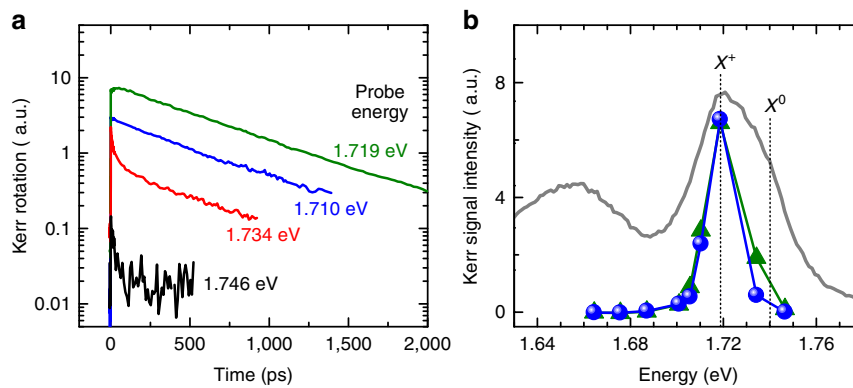 a
Kerr rotation ( a.u.)
10
1
0.1
0.01
Probe
energy
1.719 eV
1.710 eV
1.734 eV
1.746 eV
0
500
1,000
1,500
2,000
Time (ps)
b
Kerr signal intensity ( a.u.)
8
4
0
X⁺
X⁰
1.64
1.68
1.72
1.76
Energy (eV)